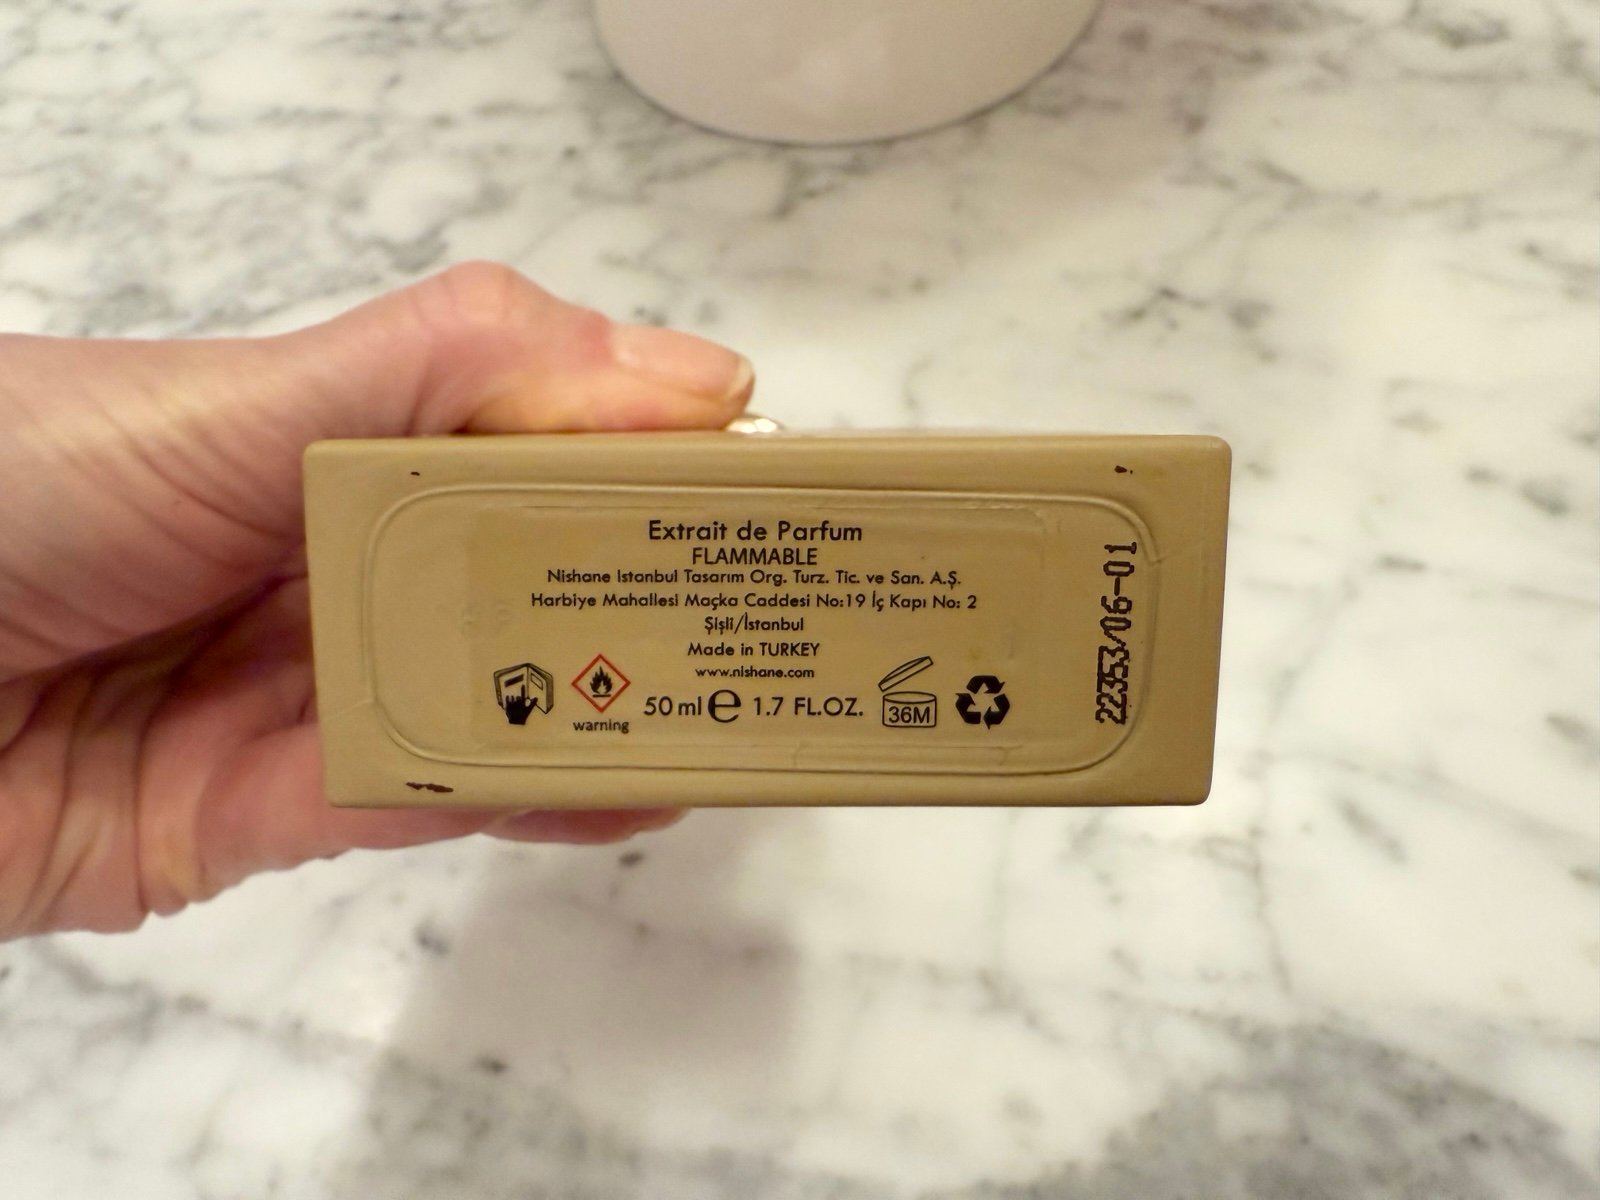 Extrait de Parfum
FLAMMABLE
Nishane Istanbul Tasarım Org. Turz. Tic. ve San. A.Ş.
Harbiye Mahallesi Maçka Caddesi No:19 İç Kapı No: 2
Şişli/İstanbul
Made in TURKEY
www.nishane.com
warning
50 ml e 1.7 FL.OZ.
36M
22353/06-01